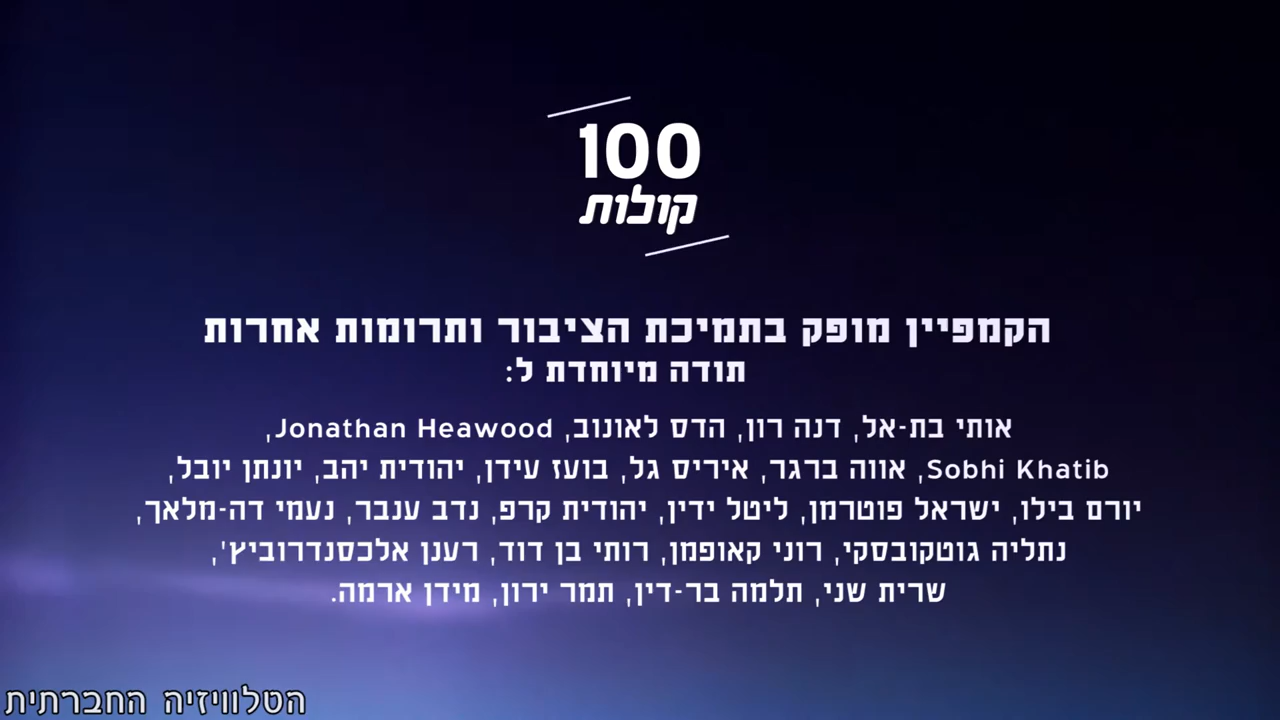 100
קולות
הקמפיין מופק בתמיכת הציבור ותרומות אחרות
תודה מיוחדת ל:
אותי בת-אל, דנה רון, הדס לאונוב, Jonathan Heawood,
Sobhi Khatib, אווה ברגר, איריס גל, בועז עידן, יהודית יהב, יונתן יובל,
יורם בילו, ישראל פוטרמן, ליטל ידין, יהודית קרפ, נדב ענבר, נעמי דה-מלאך,
נתליה גוטקובסקי, רוני קאופמן, רותי בן דוד, רענן אלכסנדרוביץ',
שרית שני, תלמה בר-דין, תמר ירון, מידן ארמה.
הטלוויזיה החברתית